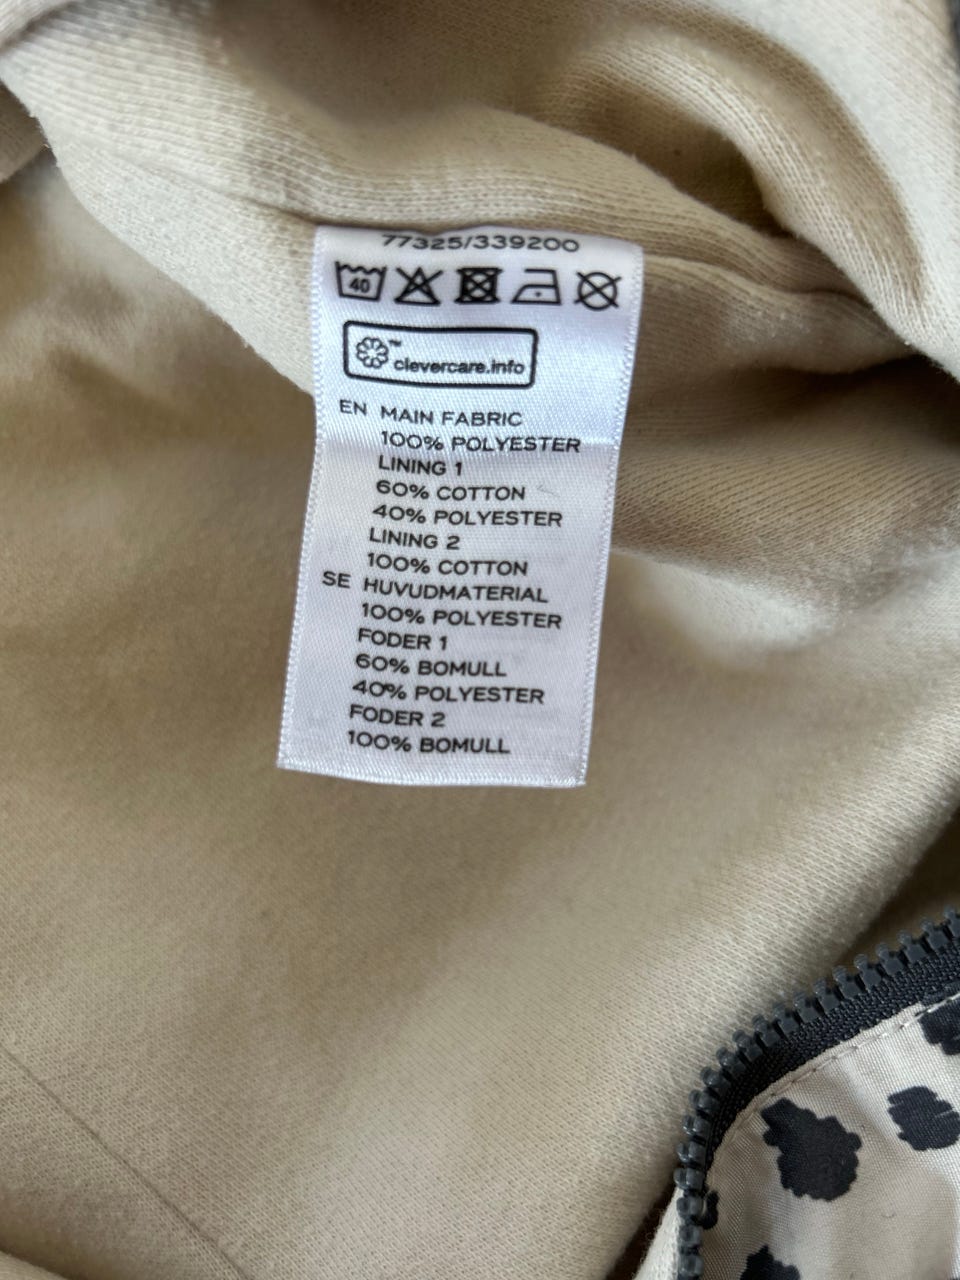 77325/339200
40
™
clevercare.info
EN MAIN FABRIC
100% POLYESTER
LINING 1
60% COTTON
40% POLYESTER
LINING 2
100% COTTON
SE HUVUDMATERIAL
100% POLYESTER
FODER 1
60% BOMULL
40% POLYESTER
FODER 2
100% BOMULL